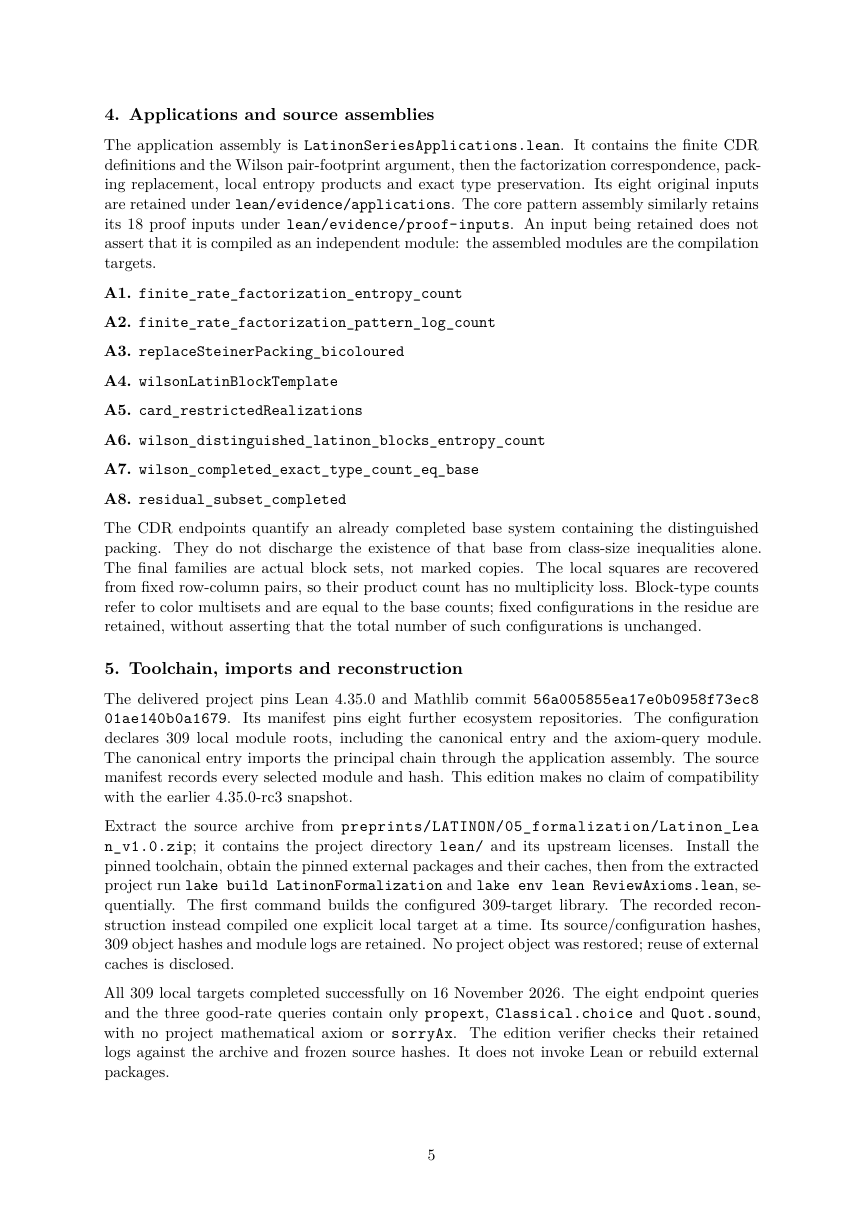 4. Applications and source assemblies
The application assembly is LatinonSeriesApplications.lean. It contains the finite CDR
definitions and the Wilson pair-footprint argument, then the factorization correspondence, pack-
ing replacement, local entropy products and exact type preservation. Its eight original inputs
are retained under lean/evidence/applications. The core pattern assembly similarly retains
its 18 proof inputs under lean/evidence/proof-inputs. An input being retained does not
assert that it is compiled as an independent module: the assembled modules are the compilation
targets.
A1. finite_rate_factorization_entropy_count
A2. finite_rate_factorization_pattern_log_count
A3. replaceSteinerPacking_bicoloured
A4. wilsonLatinBlockTemplate
A5. card_restrictedRealizations
A6. wilson_distinguished_latinon_blocks_entropy_count
A7. wilson_completed_exact_type_count_eq_base
A8. residual_subset_completed
The CDR endpoints quantify an already completed base system containing the distinguished
packing. They do not discharge the existence of that base from class-size inequalities alone.
The final families are actual block sets, not marked copies. The local squares are recovered
from fixed row-column pairs, so their product count has no multiplicity loss. Block-type counts
refer to color multisets and are equal to the base counts; fixed configurations in the residue are
retained, without asserting that the total number of such configurations is unchanged.
5. Toolchain, imports and reconstruction
The delivered project pins Lean 4.35.0 and Mathlib commit 56a005855ea17e0b0958f73ec8
01ae140b0a1679. Its manifest pins eight further ecosystem repositories. The configuration
declares 309 local module roots, including the canonical entry and the axiom-query module.
The canonical entry imports the principal chain through the application assembly. The source
manifest records every selected module and hash. This edition makes no claim of compatibility
with the earlier 4.35.0-rc3 snapshot.
Extract the source archive from preprints/LATINON/05_formalization/Latinon_Lea
n_v1.0.zip; it contains the project directory lean/ and its upstream licenses. Install the
pinned toolchain, obtain the pinned external packages and their caches, then from the extracted
project run lake build LatinonFormalization and lake env lean ReviewAxioms.lean, se-
quentially. The first command builds the configured 309-target library. The recorded recon-
struction instead compiled one explicit local target at a time. Its source/configuration hashes,
309 object hashes and module logs are retained. No project object was restored; reuse of external
caches is disclosed.
All 309 local targets completed successfully on 16 November 2026. The eight endpoint queries
and the three good-rate queries contain only propext, Classical.choice and Quot.sound,
with no project mathematical axiom or sorryAx. The edition verifier checks their retained
logs against the archive and frozen source hashes. It does not invoke Lean or rebuild external
packages.
5